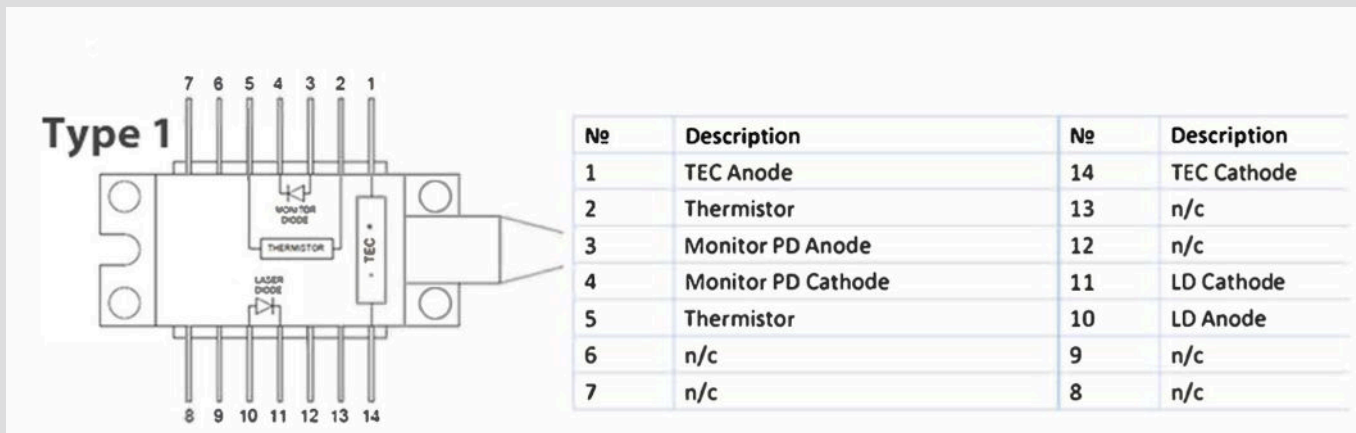 7 6 5 4 3 2 1
Type 1
MONITOR
DIODE
THERMISTOR
- TEC +
LASER
DIODE
8 9 10 11 12 13 14
№ Description № Description
1 TEC Anode 14 TEC Cathode
2 Thermistor 13 n/c
3 Monitor PD Anode 12 n/c
4 Monitor PD Cathode 11 LD Cathode
5 Thermistor 10 LD Anode
6 n/c 9 n/c
7 n/c 8 n/c